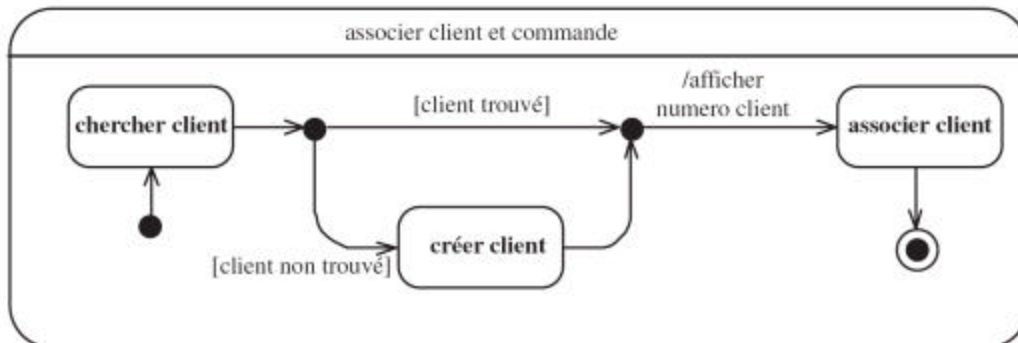 associer client et commande
chercher client
[client trouvé]
/afficher
numero client
associer client
[client non trouvé]
créer client